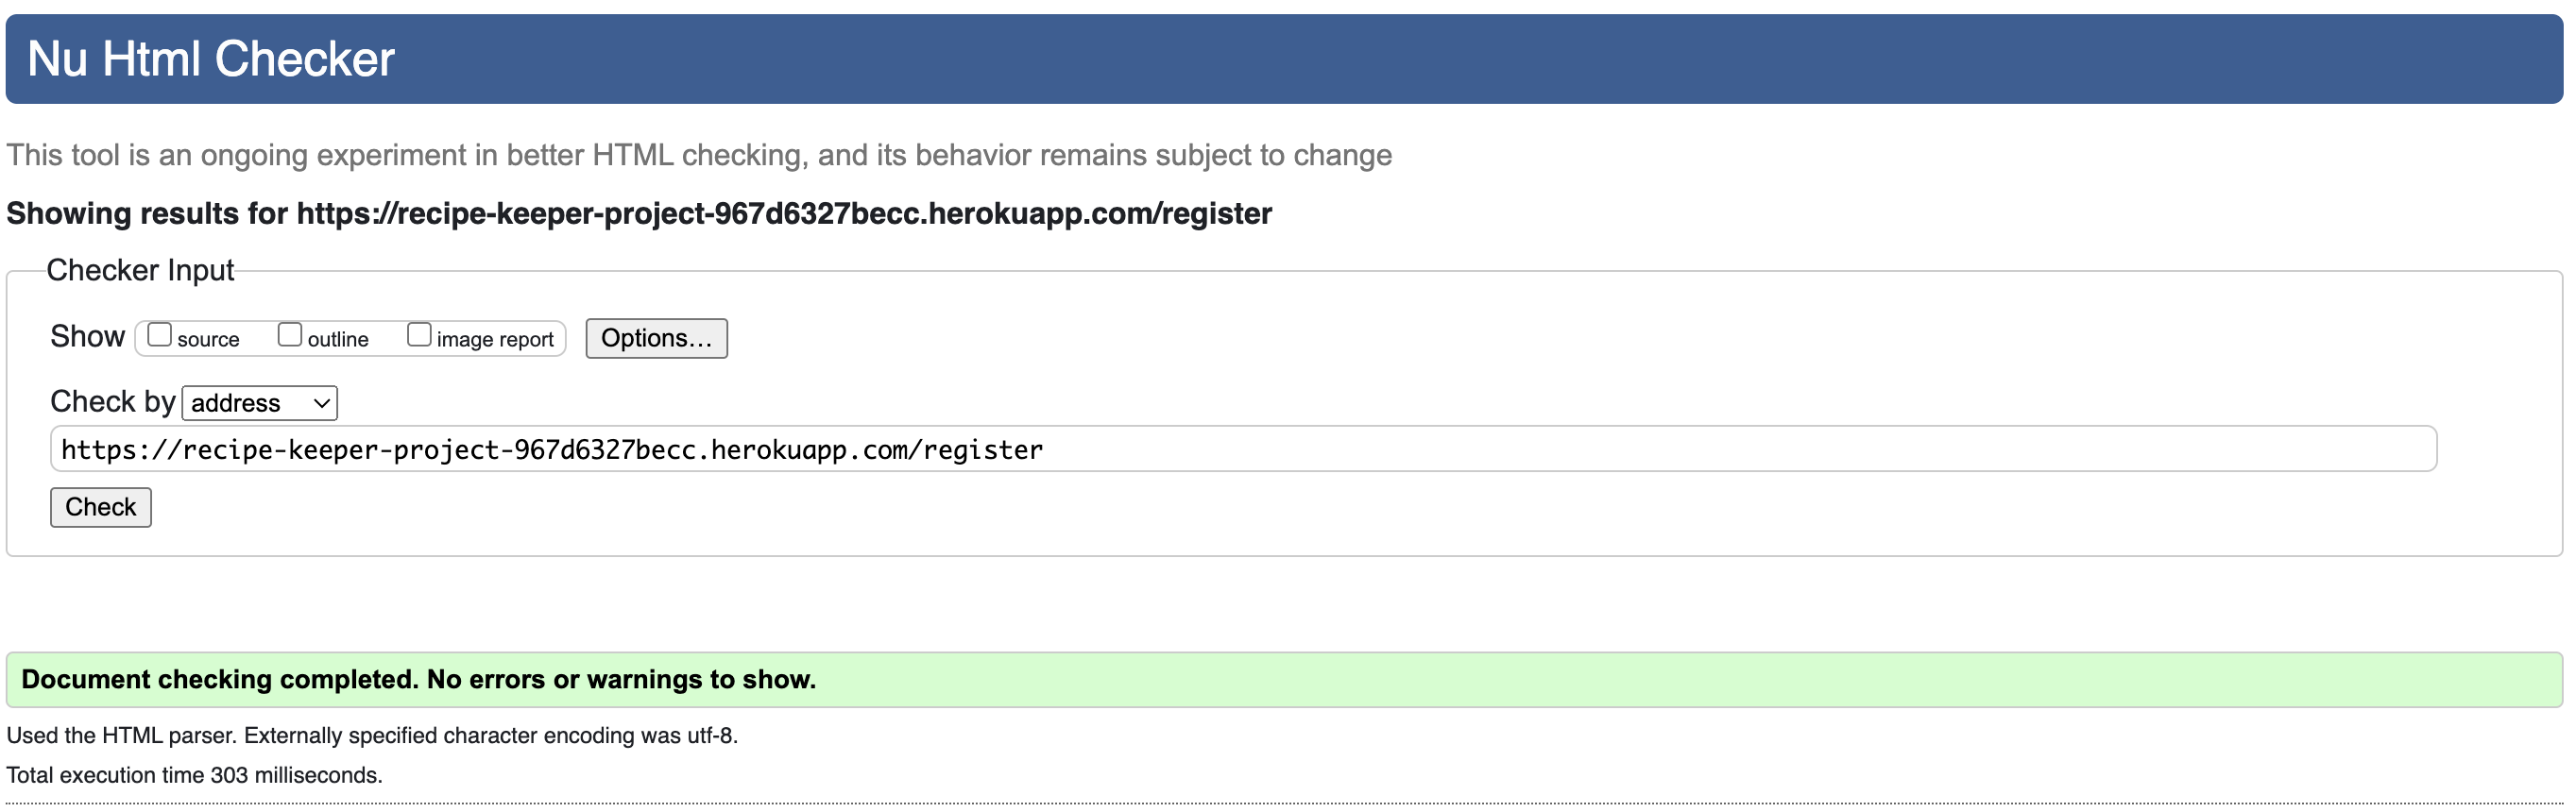 Nu Html Checker
This tool is an ongoing experiment in better HTML checking, and its behavior remains subject to change
Showing results for https://recipe-keeper-project-967d6327becc.herokuapp.com/register
Checker Input
Show source outline image report Options...
Check by address
https://recipe-keeper-project-967d6327becc.herokuapp.com/register
Check
Document checking completed. No errors or warnings to show.
Used the HTML parser. Externally specified character encoding was utf-8.
Total execution time 303 milliseconds.